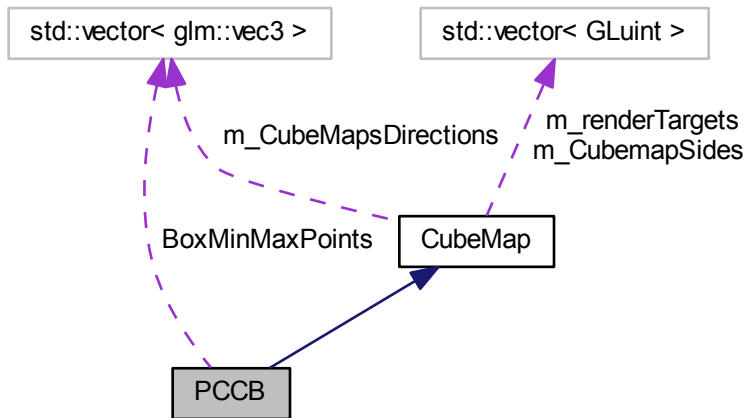 std::vector< glm::vec3 >
std::vector< GLuint >
m_CubeMapsDirections
m_renderTargets
m_CubemapSides
BoxMinMaxPoints
CubeMap
PCCB